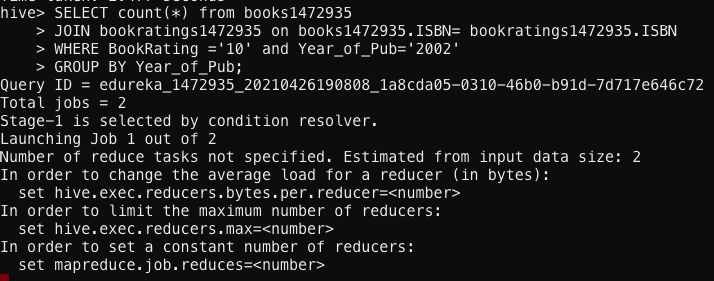 hive> SELECT count(*) from books1472935
    > JOIN bookratings1472935 on books1472935.ISBN= bookratings1472935.ISBN
    > WHERE BookRating ='10' and Year_of_Pub='2002'
    > GROUP BY Year_of_Pub;
Query ID = edureka_1472935_20210426190808_1a8cda05-0310-46b0-b91d-7d717e646c72
Total jobs = 2
Stage-1 is selected by condition resolver.
Launching Job 1 out of 2
Number of reduce tasks not specified. Estimated from input data size: 2
In order to change the average load for a reducer (in bytes):
  set hive.exec.reducers.bytes.per.reducer=<number>
In order to limit the maximum number of reducers:
  set hive.exec.reducers.max=<number>
In order to set a constant number of reducers:
  set mapreduce.job.reduces=<number>